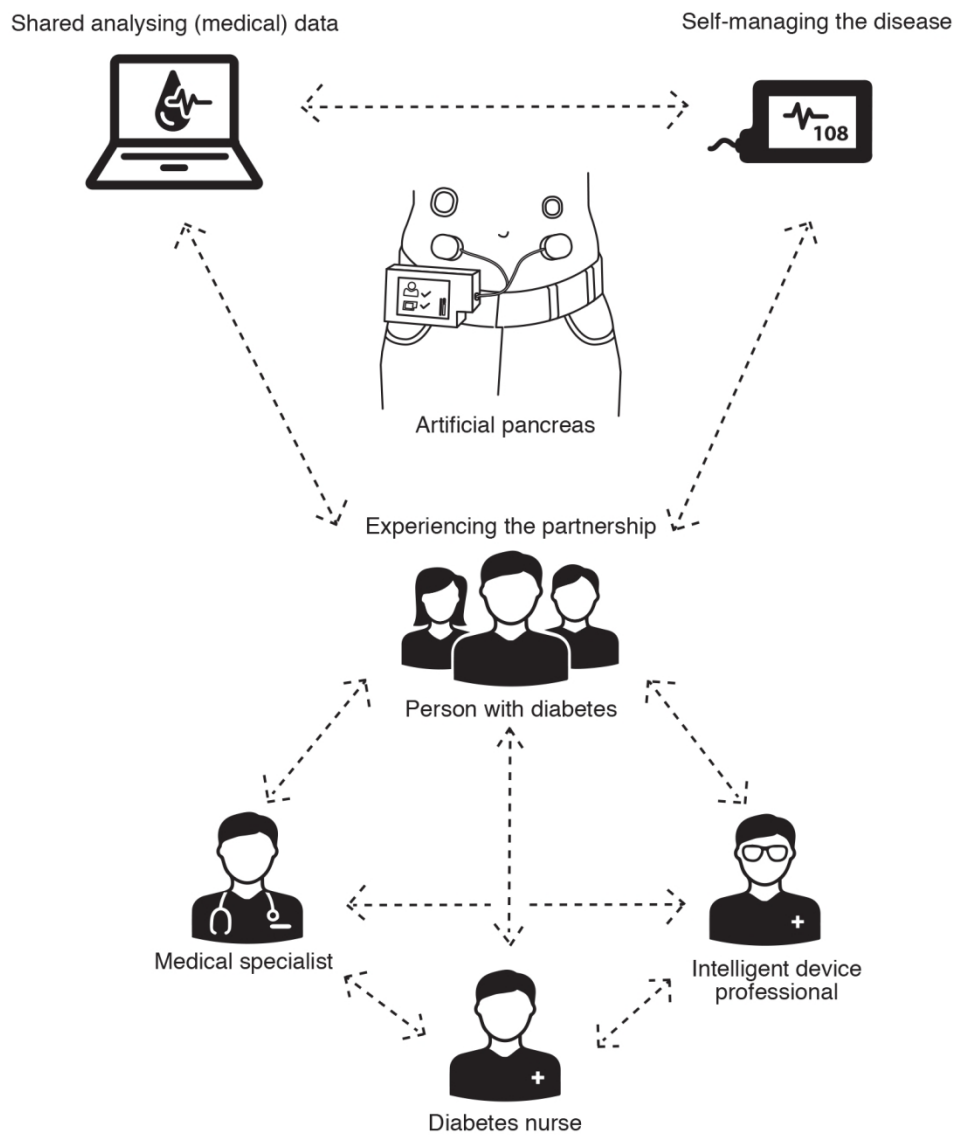 Shared analysing (medical) data
Self-managing the disease
108
Artificial pancreas
Experiencing the partnership
Person with diabetes
Medical specialist
Intelligent device
professional
Diabetes nurse